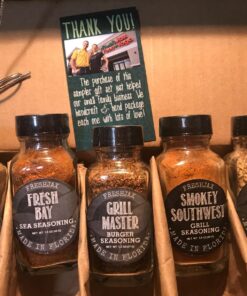 THANK YOU!
The purchase of this
sampler gift set just helped
our small family business. We
handcraft & hand package
each one with lots of love!
FRESHJAX
FRESH
BAY
SEA SEASONING
MADE IN FLORIDA
FRESHJAX
GRILL
MASTER
BURGER SEASONING
MADE IN FLORIDA
FRESHJAX
SMOKEY
SOUTHWEST
GRILL
SEASONING
MADE IN FLORIDA